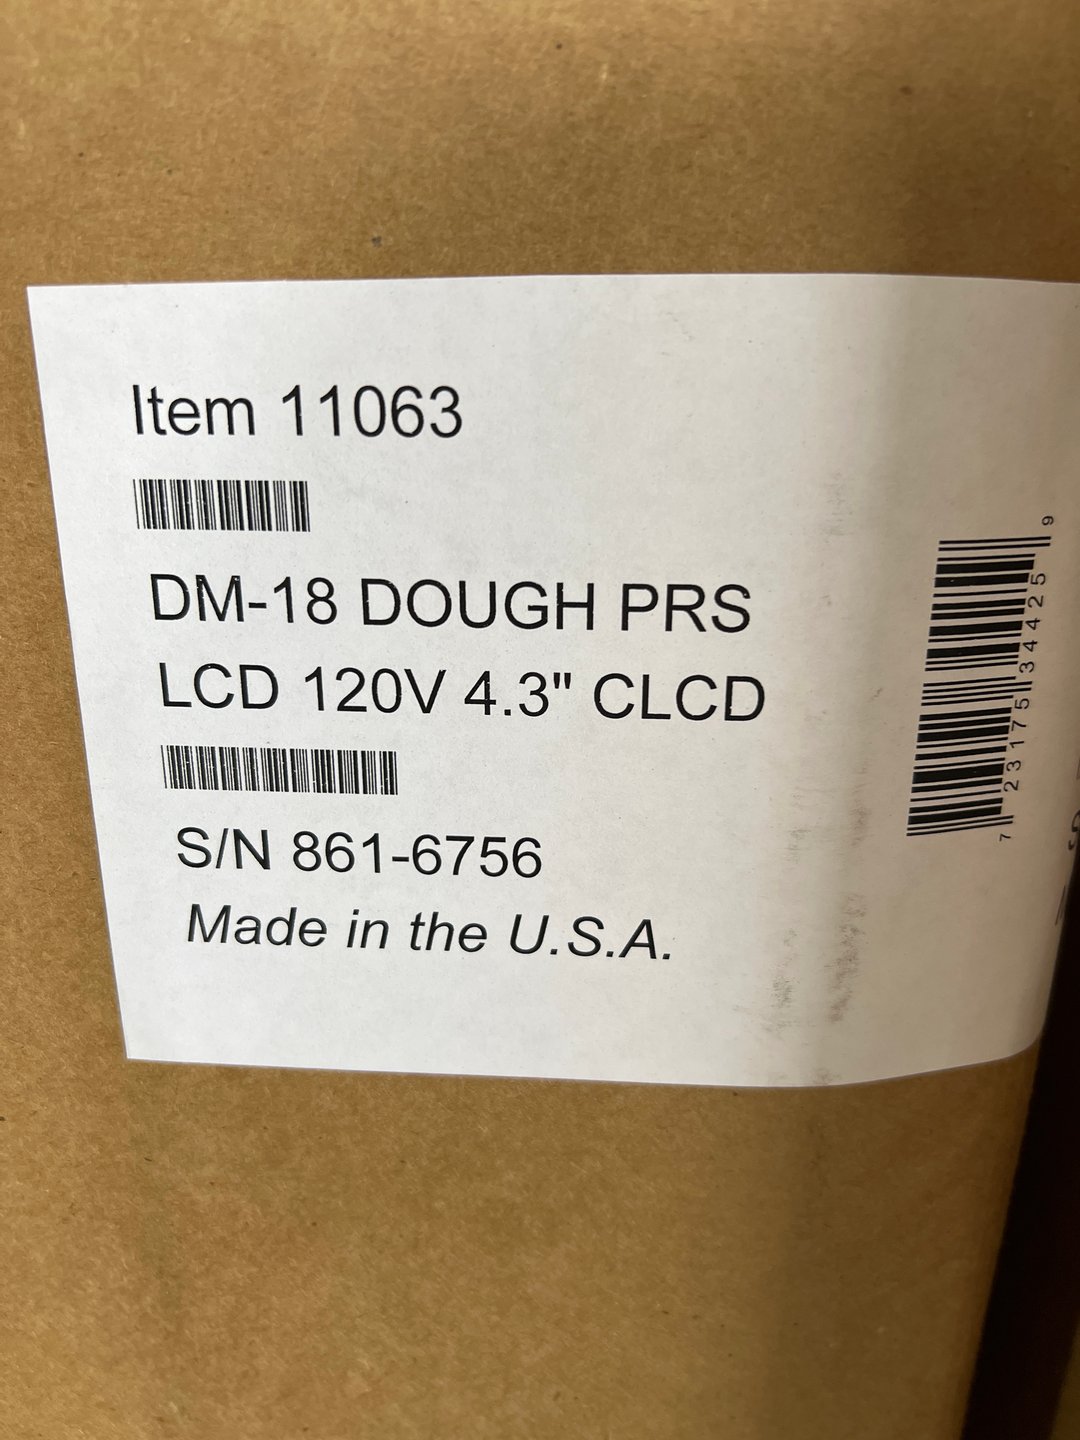 Item 11063
DM-18 DOUGH PRS
LCD 120V 4.3" CLCD
S/N 861-6756
Made in the U.S.A.
7 23175 34425 9